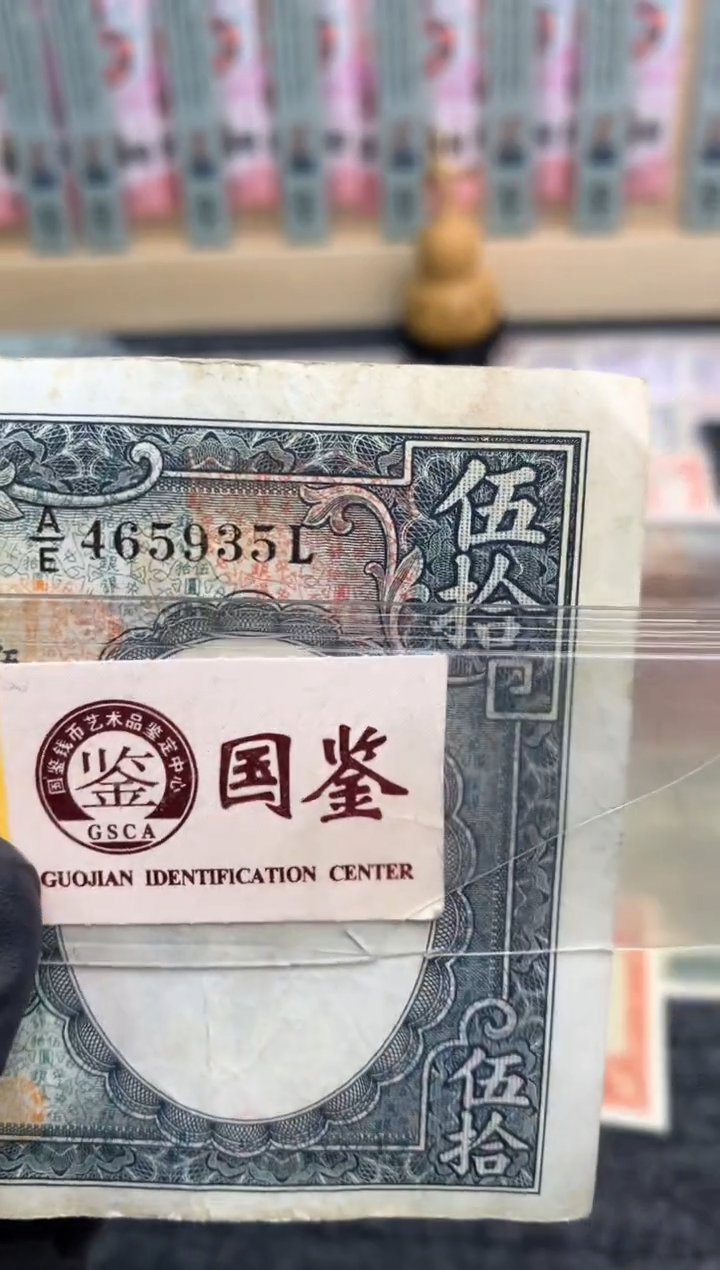 伍拾
A/E 465935L
国鉴钱币艺术品鉴定中心
鉴
GSCA
国鉴
GUOJIAN IDENTIFICATION CENTER
伍拾